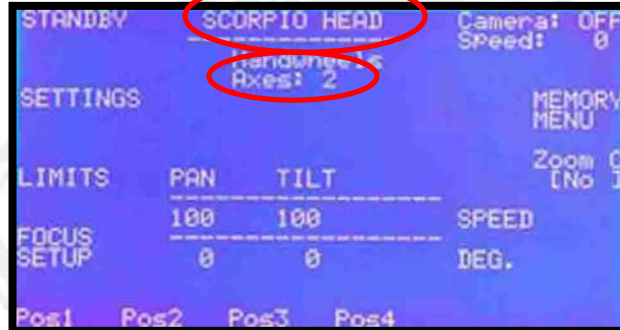 STANDBY SCORPIO HEAD Camera: OFF
Speed: 0
Handwheels
Axes: 2
SETTINGS
MEMORY
MENU
Zoom
LIMITS PAN TILT
[No
100 100 SPEED
FOCUS
SETUP 0 0 DEG.
Pos1 Pos2 Pos3 Pos4